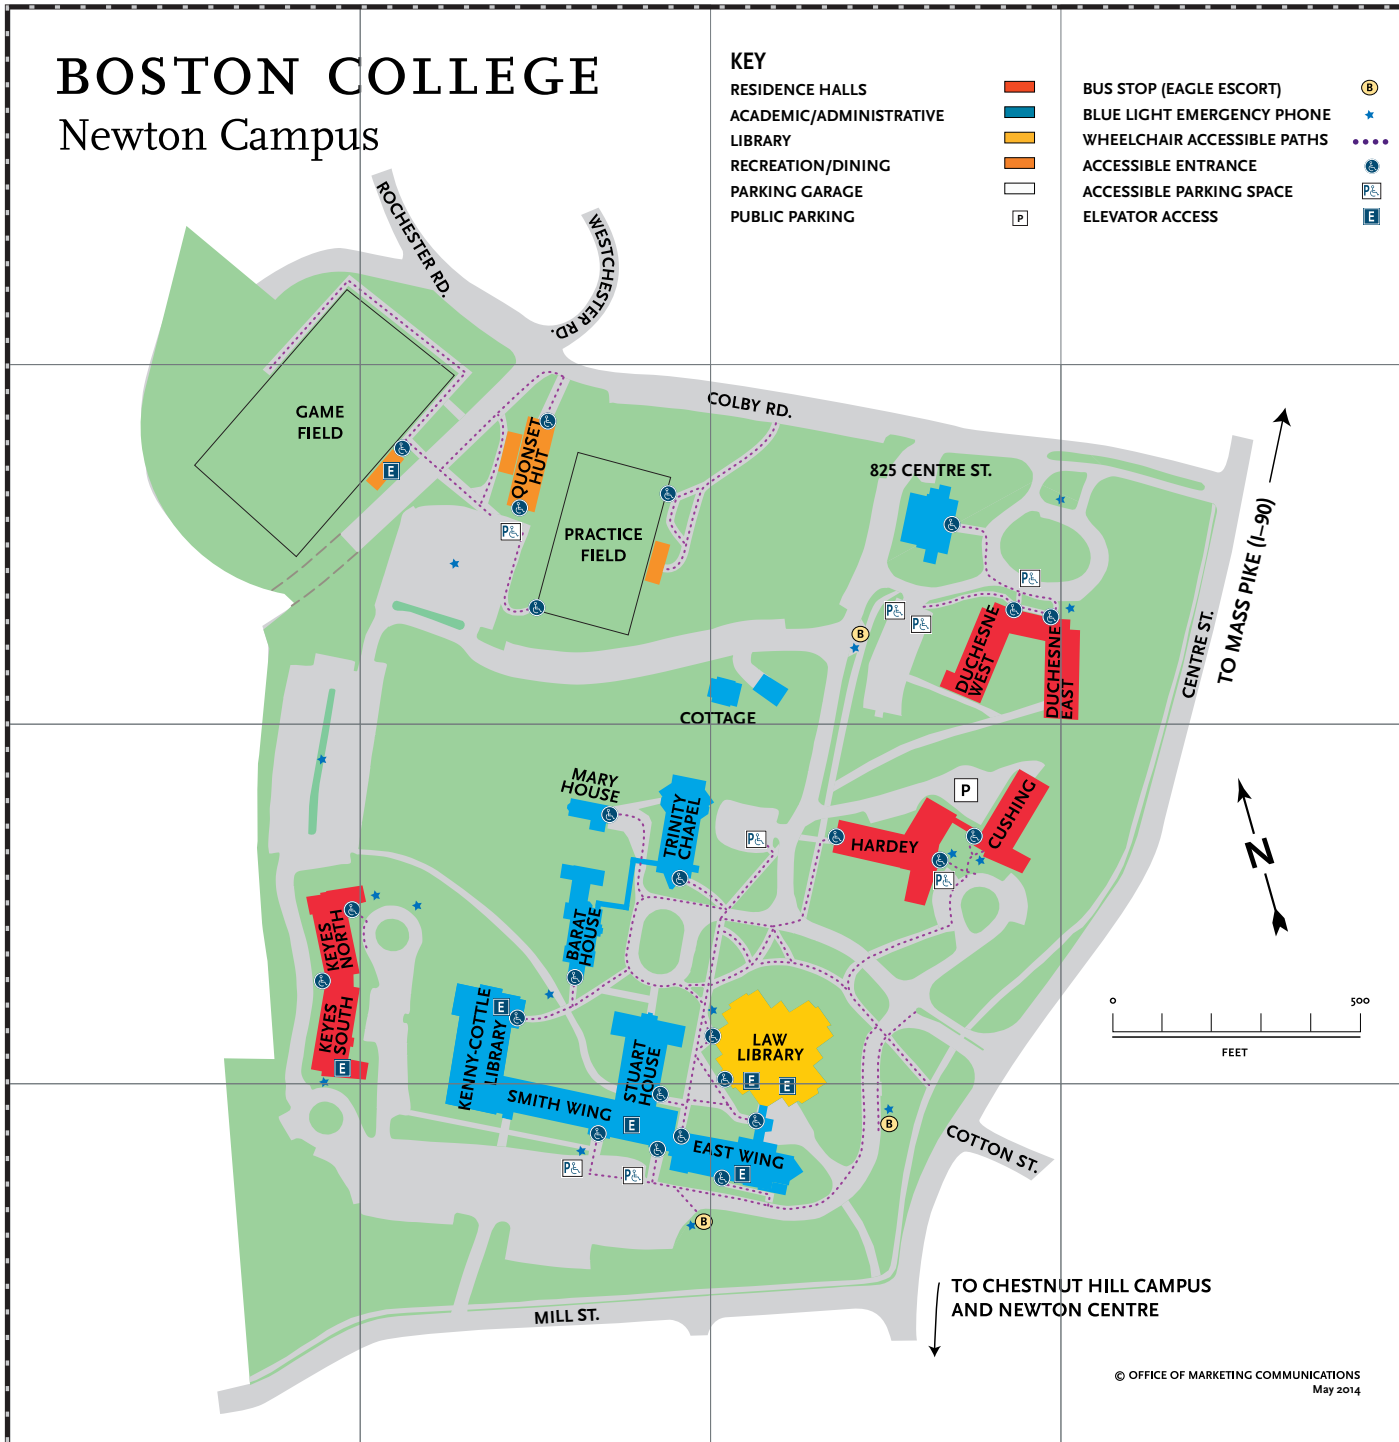 BOSTON COLLEGE
Newton Campus
KEY
RESIDENCE HALLS
ACADEMIC/ADMINISTRATIVE
LIBRARY
RECREATION/DINING
PARKING GARAGE
PUBLIC PARKING
P
BUS STOP (EAGLE ESCORT)
B
BLUE LIGHT EMERGENCY PHONE
WHEELCHAIR ACCESSIBLE PATHS
ACCESSIBLE ENTRANCE
ACCESSIBLE PARKING SPACE
P
ELEVATOR ACCESS
E
ROCHESTER RD.
WESTCHESTER RD.
COLBY RD.
GAME
FIELD
E
QUONSET
HUT
P
PRACTICE
FIELD
825 CENTRE ST.
P
P
P
B
DUCHESNE
WEST
DUCHESNE
EAST
CENTRE ST.
TO MASS PIKE (I–90)
COTTAGE
MARY
HOUSE
TRINITY
CHAPEL
P
P
HARDEY
CUSHING
P
N
BARAT
HOUSE
KEYES
NORTH
KEYES
SOUTH
E
KENNY-COTTLE
LIBRARY
E
STUART
HOUSE
LAW
LIBRARY
E
E
SMITH WING
E
EAST WING
E
P
P
B
B
COTTON ST.
0
500
FEET
MILL ST.
TO CHESTNUT HILL CAMPUS
AND NEWTON CENTRE
© OFFICE OF MARKETING COMMUNICATIONS
May 2014